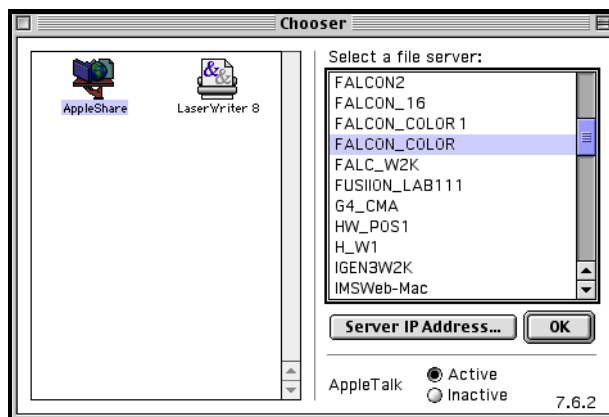 Chooser
AppleShare
LaserWriter 8
Select a file server:
FALCON2
FALCON_16
FALCON_COLOR 1
FALCON_COLOR
FALC_W2K
FUSIION_LAB111
G4_CMA
HW_POS1
H_W1
IGEN3W2K
IMSWeb-Mac
Server IP Address...
OK
AppleTalk
Active
Inactive
7.6.2